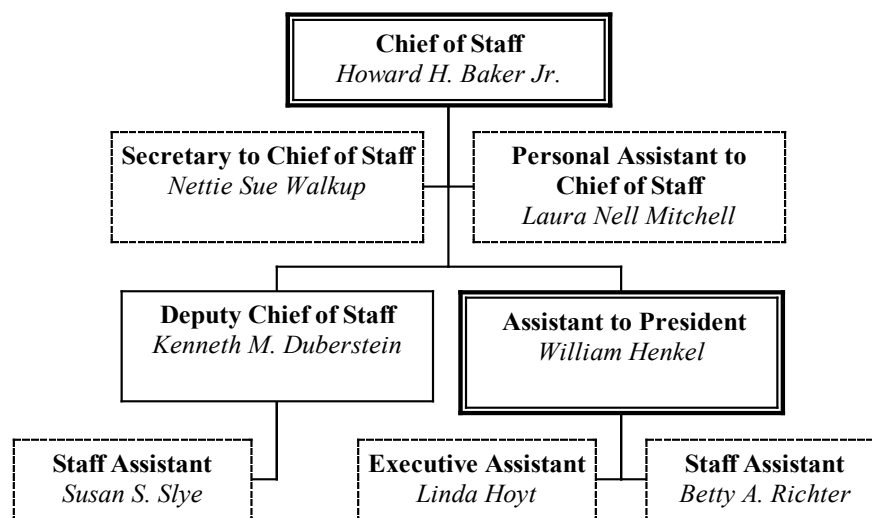 Chief of Staff
Howard H. Baker Jr.
Secretary to Chief of Staff
Nettie Sue Walkup
Personal Assistant to
Chief of Staff
Laura Nell Mitchell
Deputy Chief of Staff
Kenneth M. Duberstein
Assistant to President
William Henkel
Staff Assistant
Susan S. Slye
Executive Assistant
Linda Hoyt
Staff Assistant
Betty A. Richter